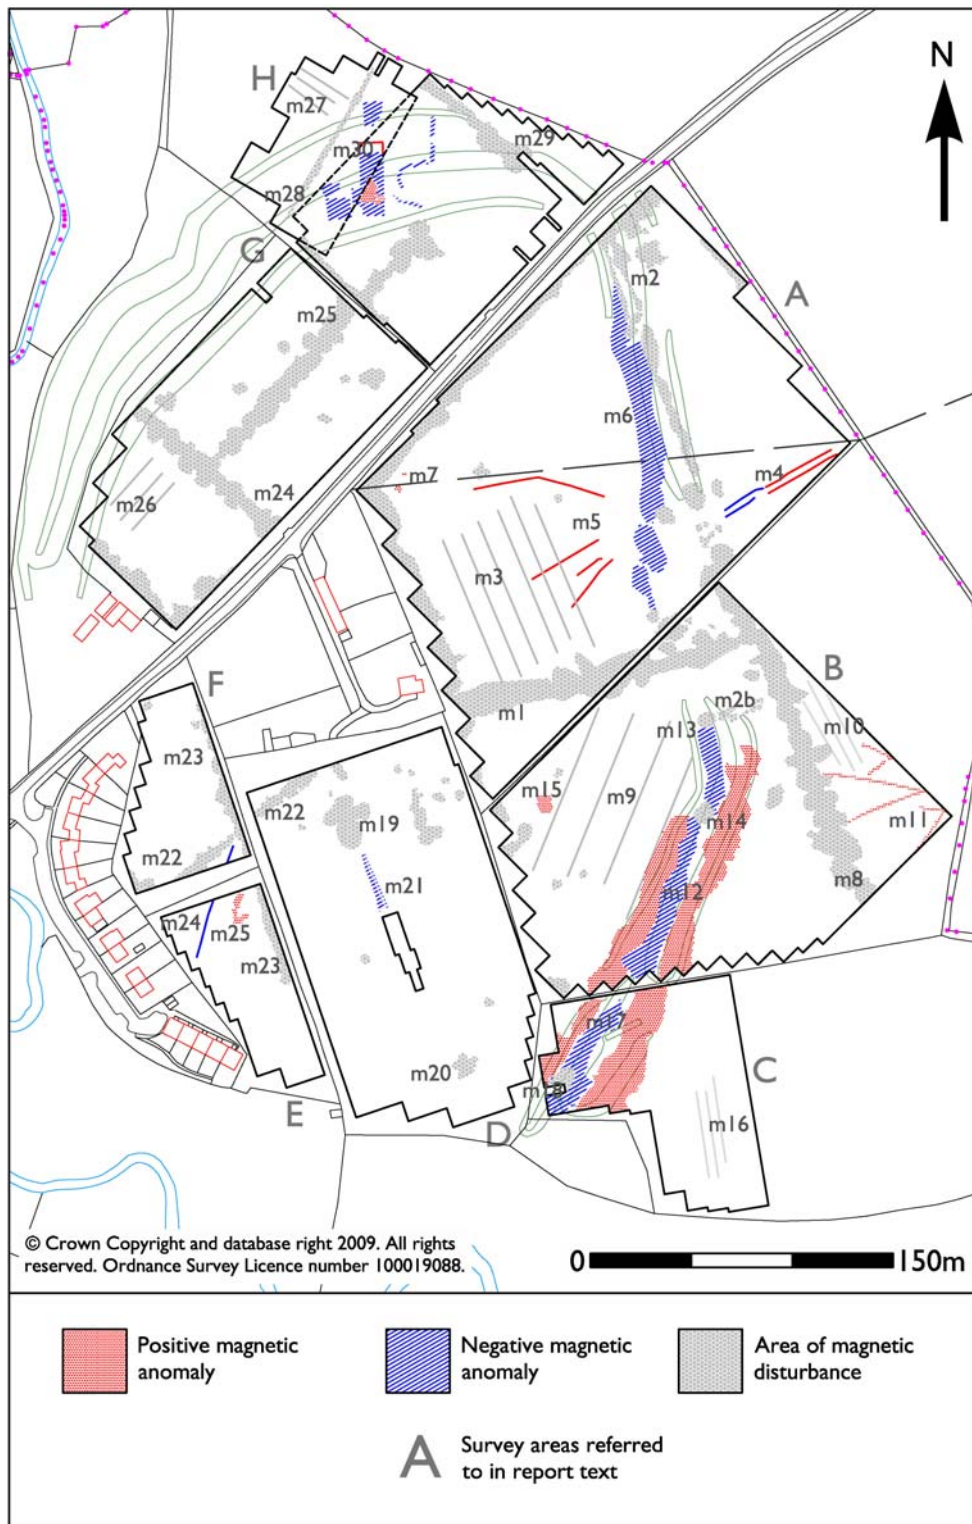 N
H
m27
m29
m30
m28
G
m2
A
m25
m6
m7
m4
m26
m24
m5
m3
F
B
m1
m2b
m13
m10
m23
m22
m15
m9
m19
m14
m11
m22
m21
m12
m8
m24
m25
m23
m17
C
m20
m18
E
D
m16
© Crown Copyright and database right 2009. All rights
reserved. Ordnance Survey Licence number 100019088.
0 150m
Positive magnetic
anomaly
Negative magnetic
anomaly
Area of magnetic
disturbance
A
Survey areas referred
to in report text